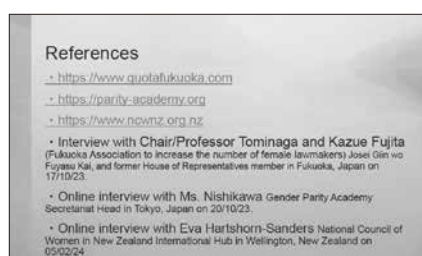 References
・https://www.quotafukuoka.com
・https://parity-academy.org
・https://www.ncwnz.org.nz
・Interview with Chair/Professor Tominaga and Kazue Fujita
(Fukuoka Association to increase the number of female lawmakers) Josei Giin wo
Fuyasu Kai, and former House of Representatives member in Fukuoka, Japan on
17/10/23.
・Online interview with Ms. Nishikawa Gender Parity Academy
Secretariat Head in Tokyo, Japan on 20/10/23.
・Online interview with Eva Hartshorn-Sanders National Council of
Women in New Zealand International Hub in Wellington, New Zealand on
05/02/24